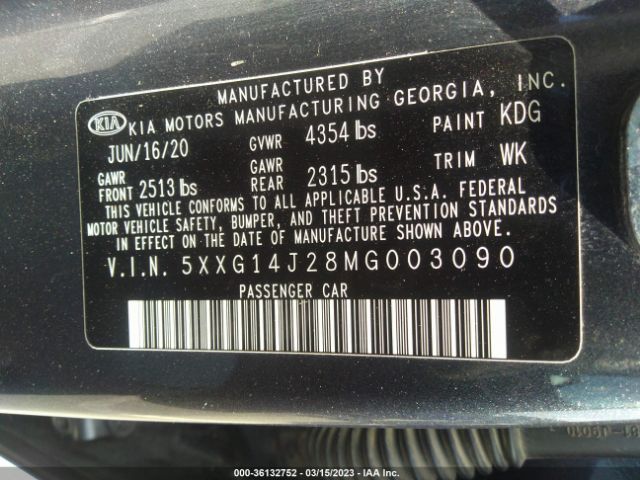 MANUFACTURED BY
KIA KIA MOTORS MANUFACTURING GEORGIA, INC.
JUN/16/20 GVWR 4354 lbs PAINT KDG
GAWR FRONT 2513 lbs GAWR REAR 2315 lbs TRIM WK
THIS VEHICLE CONFORMS TO ALL APPLICABLE U.S.A. FEDERAL
MOTOR VEHICLE SAFETY, BUMPER, AND THEFT PREVENTION STANDARDS
IN EFFECT ON THE DATE OF MANUFACTURE SHOWN ABOVE.
V.I.N. 5XXG14J28MG003090
PASSENGER CAR
000-36132752 — 03/15/2023 — IAA Inc.